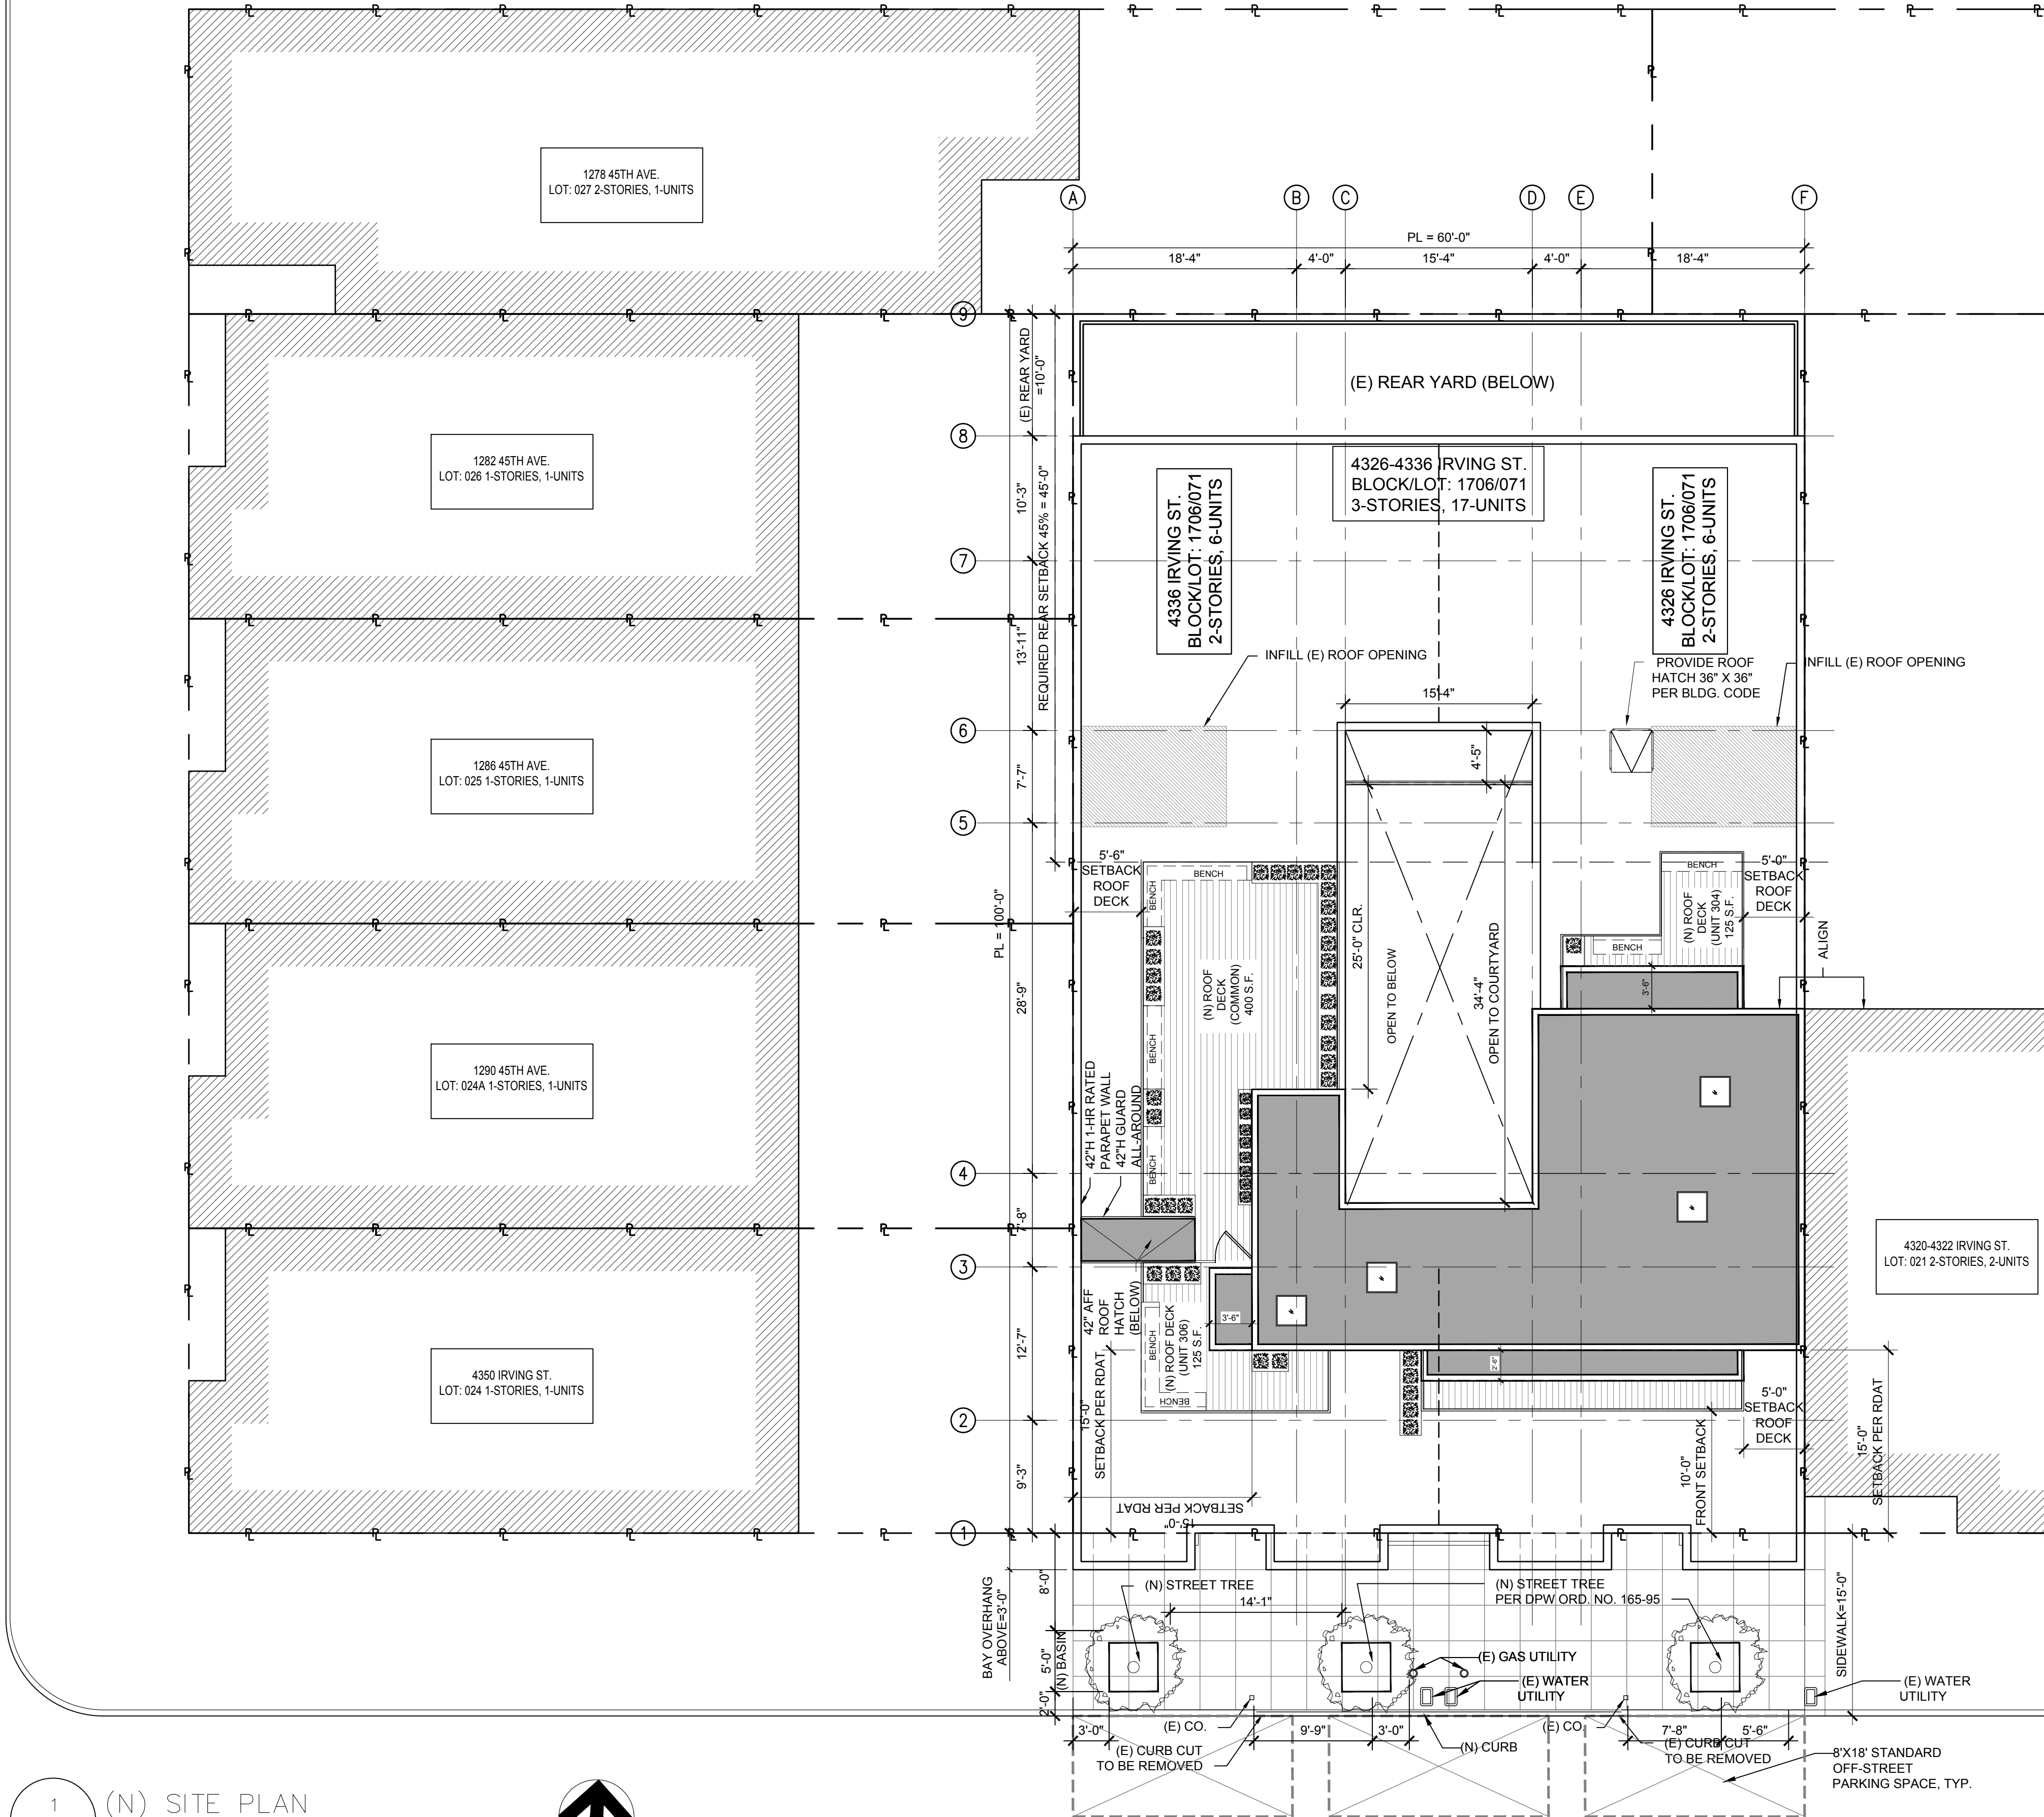 1278 45TH AVE.
LOT: 027 2-STORIES, 1-UNITS
A
B
C
D
E
F
PL = 60'-0"
18'-4"
4'-0"
15'-4"
4'-0"
18'-4"
9
(E) REAR YARD
=10'-0"
(E) REAR YARD (BELOW)
8
1282 45TH AVE.
LOT: 026 1-STORIES, 1-UNITS
10'-3"
REQUIRED REAR SETBACK 45% = 45'-0"
4336 IRVING ST.
BLOCK/LOT: 1706/071
2-STORIES, 6-UNITS
4326-4336 IRVING ST.
BLOCK/LOT: 1706/071
3-STORIES, 17-UNITS
4326 IRVING ST.
BLOCK/LOT: 1706/071
2-STORIES, 6-UNITS
7
13'-11"
INFILL (E) ROOF OPENING
PROVIDE ROOF
HATCH 36" X 36"
PER BLDG. CODE
INFILL (E) ROOF OPENING
15'-4"
6
4'-5"
1286 45TH AVE.
LOT: 025 1-STORIES, 1-UNITS
7'-7"
5
5'-6"
SETBACK
ROOF
DECK
BENCH
BENCH
BENCH
5'-0"
SETBACK
ROOF
DECK
(N) ROOF
DECK
(UNIT 304)
125 S.F.
BENCH
PL = 100'-0"
25'-0" CLR.
OPEN TO BELOW
34'-4"
OPEN TO COURTYARD
ALIGN
3'-6"
(N) ROOF
DECK
(COMMON)
400 S.F.
28'-9"
BENCH
1290 45TH AVE.
LOT: 024A 1-STORIES, 1-UNITS
42"H 1-HR RATED
PARAPET WALL
42"H GUARD
ALL-AROUND
BENCH
4
7'-8"
3
4320-4322 IRVING ST.
LOT: 021 2-STORIES, 2-UNITS
42" AFF
ROOF
HATCH
(BELOW)
BENCH
(N) ROOF DECK
(UNIT 306)
125 S.F.
3'-6"
12'-7"
2'-6"
4350 IRVING ST.
LOT: 024 1-STORIES, 1-UNITS
BENCH
15'-0"
SETBACK PER RDAT
2
5'-0"
SETBACK
ROOF
DECK
10'-0"
FRONT SETBACK
15'-0"
SETBACK PER RDAT
9'-3"
15'-0"
SETBACK PER RDAT
1
BAY OVERHANG
ABOVE=3'-0"
8'-0"
(N) STREET TREE
14'-1"
(N) STREET TREE
PER DPW ORD. NO. 165-95
SIDEWALK=15'-0"
5'-0"
(N) BASIN
(E) GAS UTILITY
(E) WATER
UTILITY
(E) WATER
UTILITY
2'-0"
3'-0"
(E) CO.
9'-9"
3'-0"
(N) CURB
(E) CO.
7'-8"
5'-6"
(E) CURB CUT
TO BE REMOVED
(E) CURB CUT
TO BE REMOVED
8'X18' STANDARD
OFF-STREET
PARKING SPACE, TYP.
1
(N) SITE PLAN